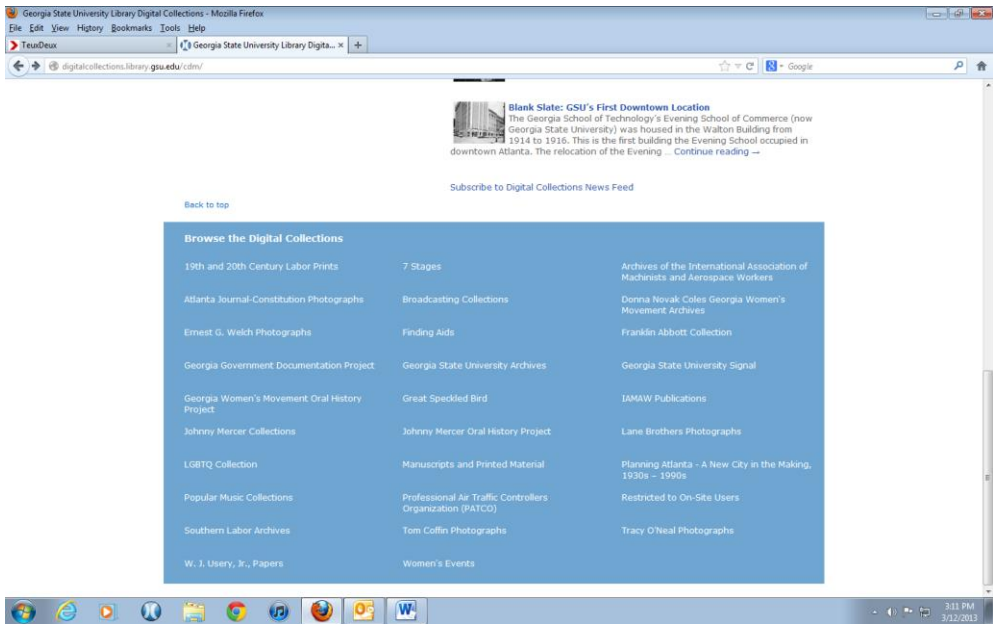 Georgia State University Library Digital Collections - Mozilla Firefox
File Edit View History Bookmarks Tools Help
TeuxDeux
Georgia State University Library Digita...
digitalcollections.library.gsu.edu/cdm/
Google
Blank Slate: GSU's First Downtown Location
The Georgia School of Technology's Evening School of Commerce (now
Georgia State University) was housed in the Walton Building from
1914 to 1916. This is the first building the Evening School occupied in
downtown Atlanta. The relocation of the Evening … Continue reading →
Subscribe to Digital Collections News Feed
Back to top
Browse the Digital Collections
19th and 20th Century Labor Prints
7 Stages
Archives of the International Association of
Machinists and Aerospace Workers
Atlanta Journal-Constitution Photographs
Broadcasting Collections
Donna Novak Coles Georgia Women's
Movement Archives
Ernest G. Welch Photographs
Finding Aids
Franklin Abbott Collection
Georgia Government Documentation Project
Georgia State University Archives
Georgia State University Signal
Georgia Women's Movement Oral History
Project
Great Speckled Bird
IAMAW Publications
Johnny Mercer Collections
Johnny Mercer Oral History Project
Lane Brothers Photographs
LGBTQ Collection
Manuscripts and Printed Material
Planning Atlanta - A New City in the Making,
1930s – 1990s
Popular Music Collections
Professional Air Traffic Controllers
Organization (PATCO)
Restricted to On-Site Users
Southern Labor Archives
Tom Coffin Photographs
Tracy O'Neal Photographs
W. J. Usery, Jr., Papers
Women's Events
3:11 PM
3/12/2013